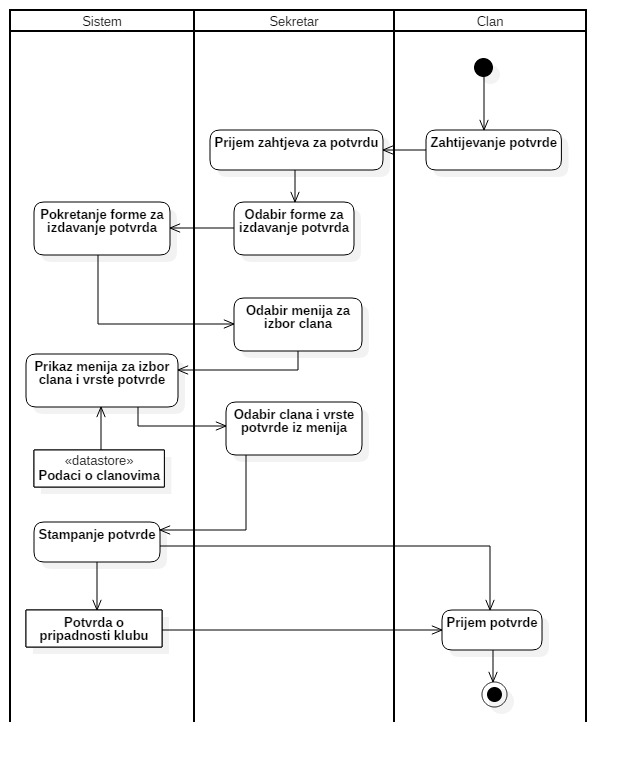 Sistem
Sekretar
Clan
Zahtijevanje potvrde
Prijem zahtjeva za potvrdu
Odabir forme za
izdavanje potvrda
Pokretanje forme za
izdavanje potvrda
Odabir menija za
izbor clana
Prikaz menija za izbor
clana i vrste potvrde
Odabir clana i vrste
potvrde iz menija
«datastore»
Podaci o clanovima
Stampanje potvrde
Potvrda o
pripadnosti klubu
Prijem potvrde